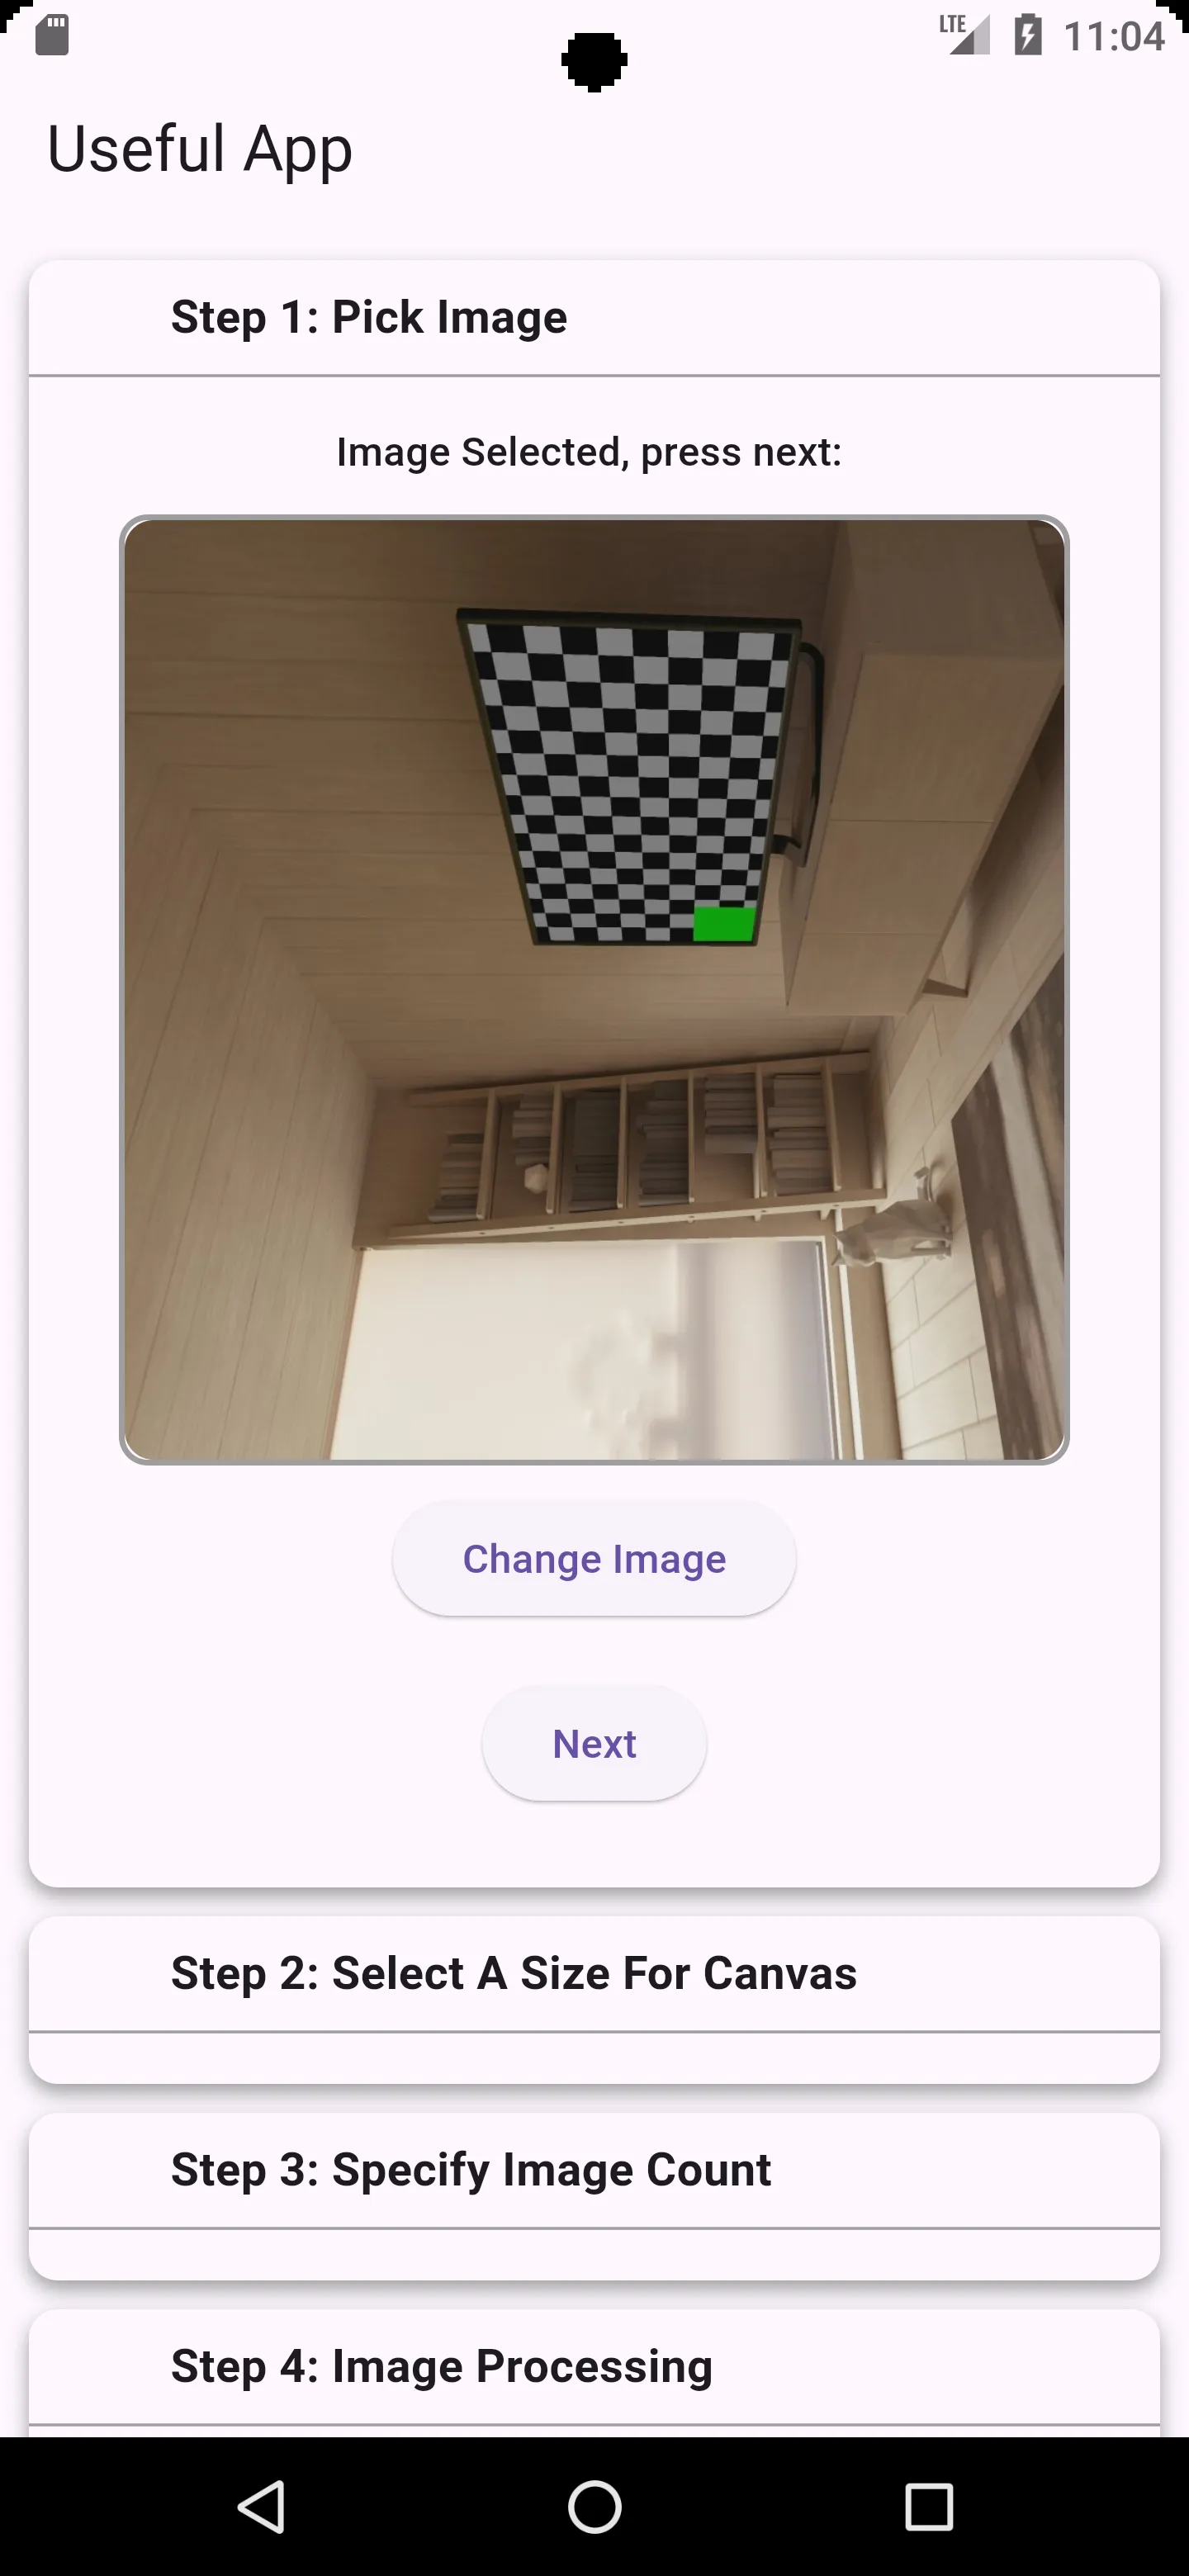 LTE 11:04
Useful App
Step 1: Pick Image
Image Selected, press next:
Change Image
Next
Step 2: Select A Size For Canvas
Step 3: Specify Image Count
Step 4: Image Processing